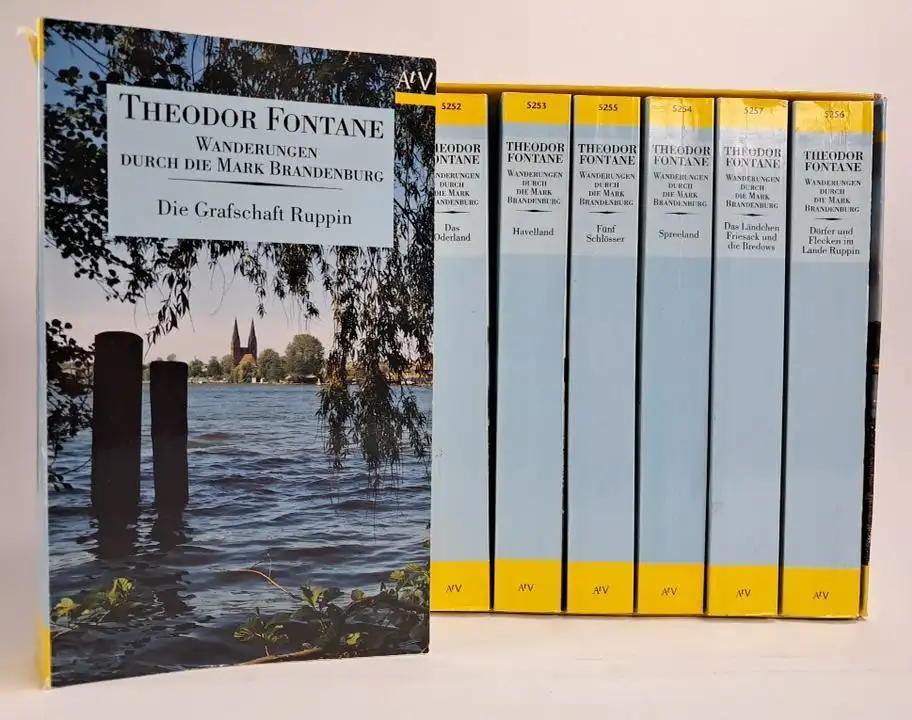 AtV
THEODOR FONTANE
WANDERUNGEN
DURCH DIE MARK BRANDENBURG
Die Grafschaft Ruppin
5252
HEODOR
ONTANE
WANDERUNGEN
DURCH
DIE MARK
RANDENBURG
Das
Oderland
AtV
5253
THEODOR
FONTANE
WANDERUNGEN
DURCH
DIE MARK
BRANDENBURG
Havelland
AtV
5255
THEODOR
FONTANE
WANDERUNGEN
DURCH
DIE MARK
BRANDENBURG
Fünf
Schlösser
AtV
5254
THEODOR
FONTANE
WANDERUNGEN
DURCH
DIE MARK
BRANDENBURG
Spreeland
AtV
5257
THEODOR
FONTANE
WANDERUNGEN
DURCH
DIE MARK
BRANDENBURG
Das Ländchen
Friesack und
die Bredows
AtV
5256
THEODOR
FONTANE
WANDERUNGEN
DURCH
DIE MARK
BRANDENBURG
Dörfer und
Flecken im
Lande Ruppin
AtV